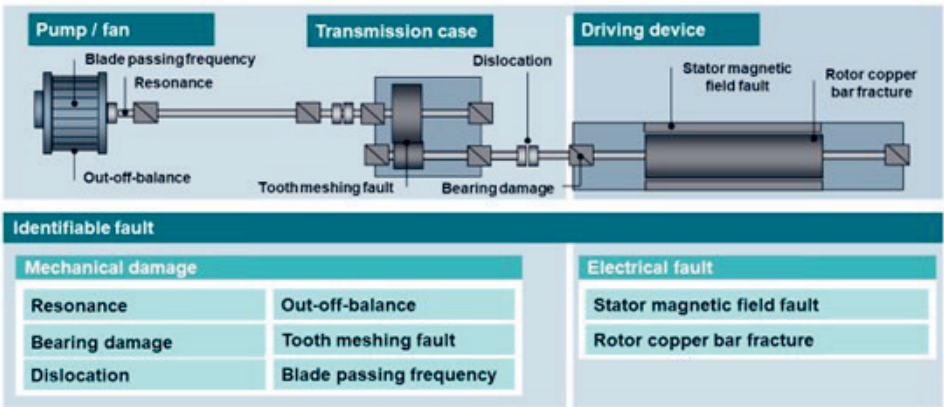 Pump / fan
Transmission case
Driving device
Blade passing frequency
Resonance
Dislocation
Stator magnetic
field fault
Rotor copper
bar fracture
Out-off-balance
Tooth meshing fault
Bearing damage
Identifiable fault
Mechanical damage
Electrical fault
Resonance
Out-off-balance
Stator magnetic field fault
Bearing damage
Tooth meshing fault
Rotor copper bar fracture
Dislocation
Blade passing frequency